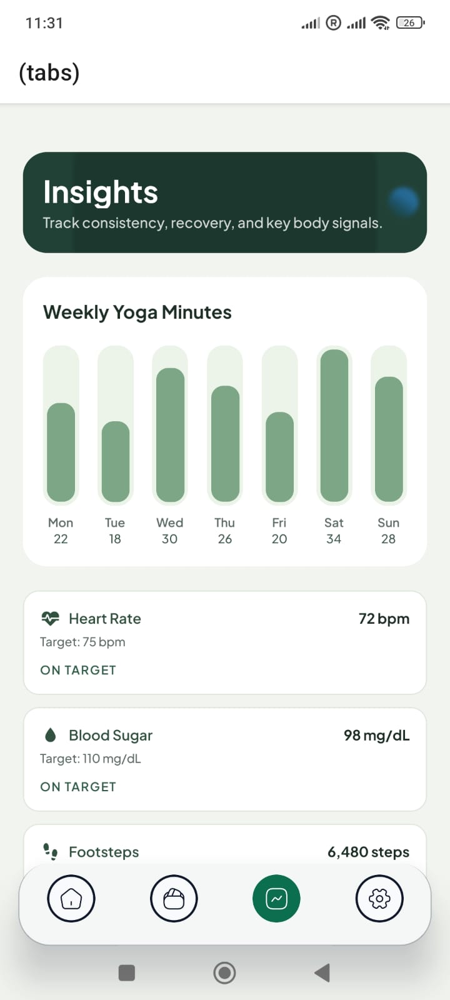 11:31
R
26
(tabs)
Insights
Track consistency, recovery, and key body signals.
Weekly Yoga Minutes
Mon Tue Wed Thu Fri Sat Sun
22 18 30 26 20 34 28
Heart Rate 72 bpm
Target: 75 bpm
ON TARGET
Blood Sugar 98 mg/dL
Target: 110 mg/dL
ON TARGET
Footsteps 6,480 steps